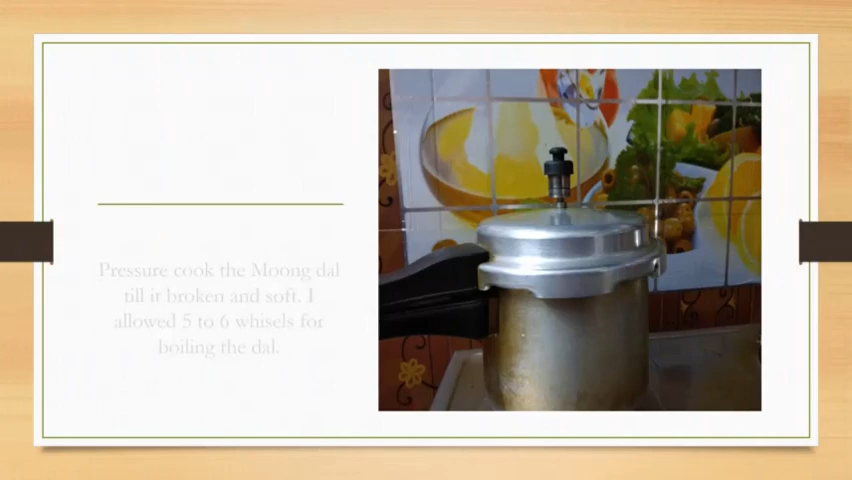 Pressure cook the Moong dal
till it broken and soft. I
allowed 5 to 6 whisels for
boiling the dal.